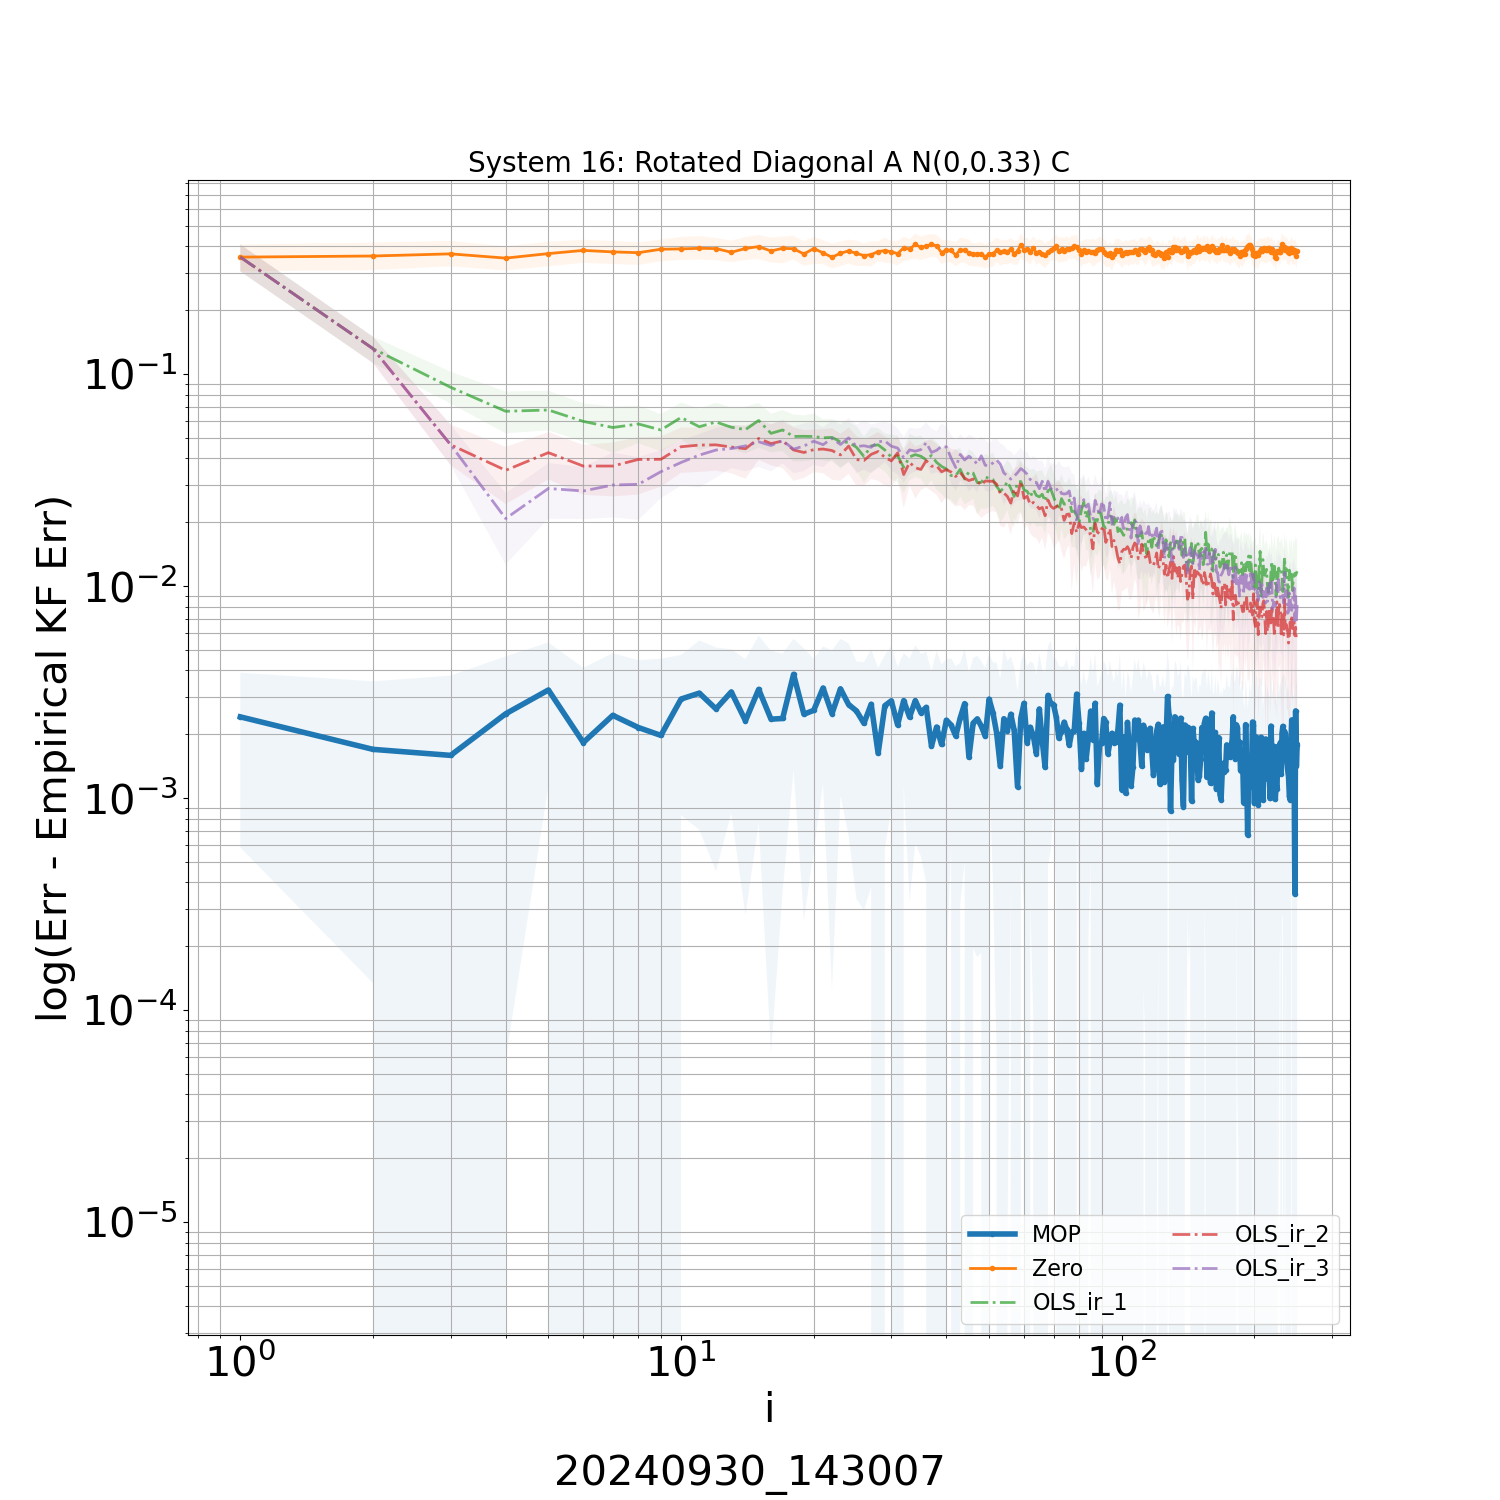 System 16: Rotated Diagonal A N(0,0.33) C
log(Err - Empirical KF Err)
10⁻¹
10⁻²
10⁻³
10⁻⁴
10⁻⁵
MOP
Zero
OLS_ir_1
OLS_ir_2
OLS_ir_3
10⁰ 10¹ 10²
i
20240930_143007